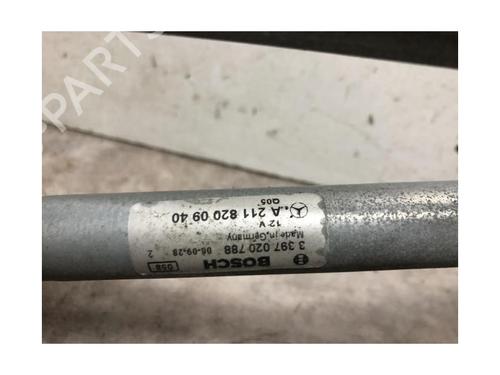 BOSCH
3 397 020 788
Made in Germany
06-09-28 2
058
12 V
A 211 820 09 40
Q05
SPARTS